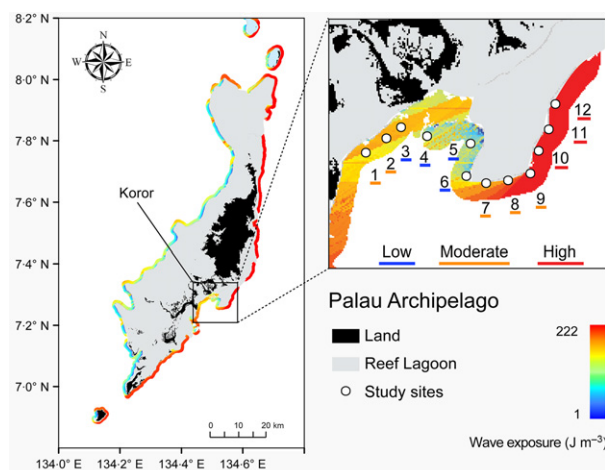 8·2° N
8·0°
7·8°
7·6°
7·4°
7·2°
7·0°
134·0° E
134·2°
134·4°
134·6°
N
W
E
S
Koror
0
10
20 km
1
2
3
4
5
6
7
8
9
10
11
12
Low
Moderate
High
Palau Archipelago
Land
Reef Lagoon
Study sites
222
1
Wave exposure (J m⁻³)